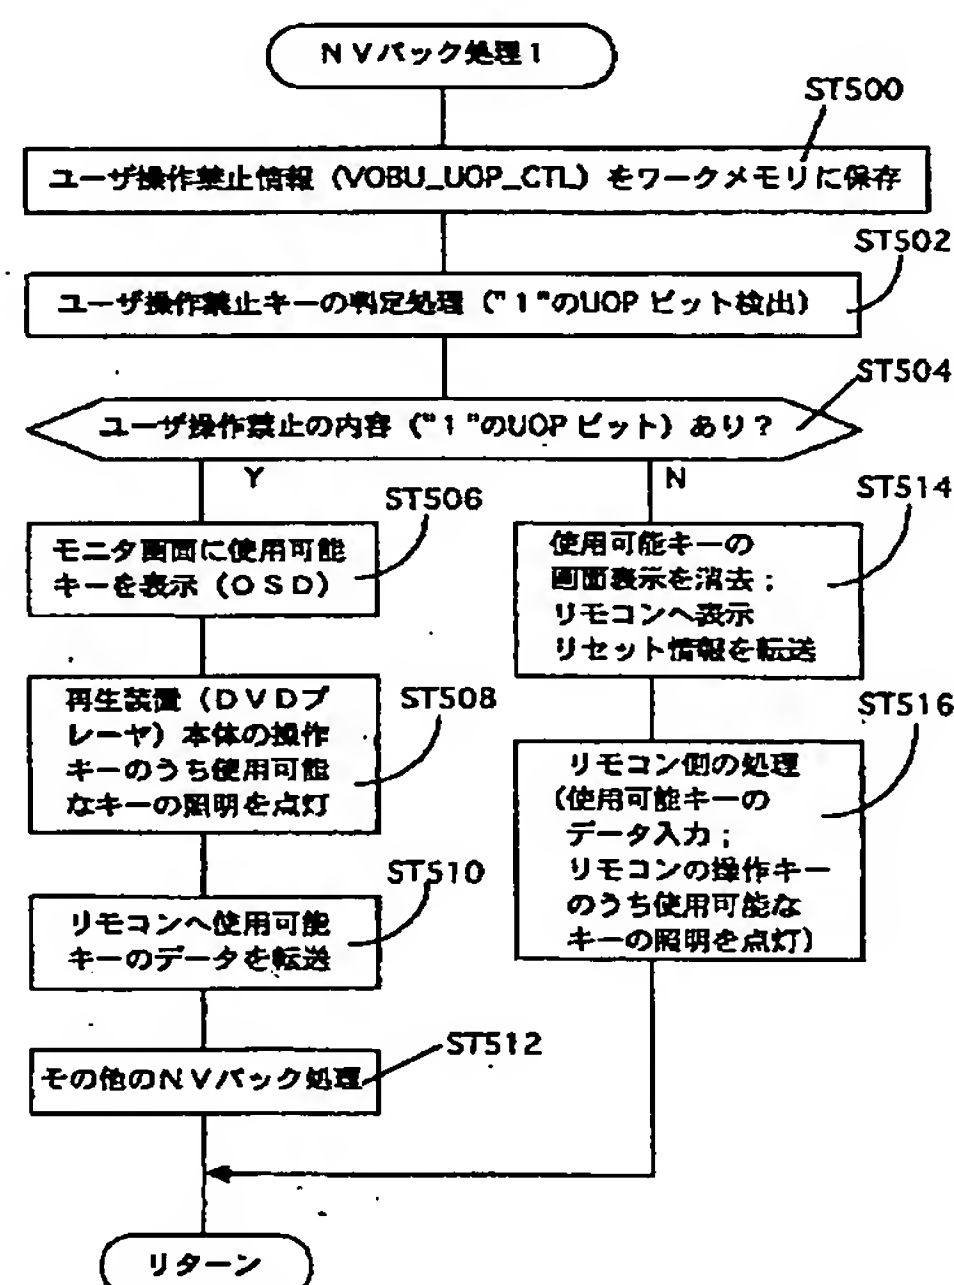 NVパック処理1
ST500
ユーザ操作禁止情報（VOBU_UOP_CTL）をワークメモリに保存
ST502
ユーザ操作禁止キーの判定処理（"1"のUOPビット検出）
ST504
ユーザ操作禁止の内容（"1"のUOPビット）あり？
Y
N
ST506
モニタ画面に使用可能
キーを表示（OSD）
ST508
再生装置（DVDプ
レーヤ）本体の操作
キーのうち使用可能
なキーの照明を点灯
ST510
リモコンへ使用可能
キーのデータを転送
ST512
その他のNVパック処理
ST514
使用可能キーの
画面表示を消去；
リモコンへ表示
リセット情報を転送
ST516
リモコン側の処理
（使用可能キーの
データ入力；
リモコンの操作キー
のうち使用可能な
キーの照明を点灯）
リターン